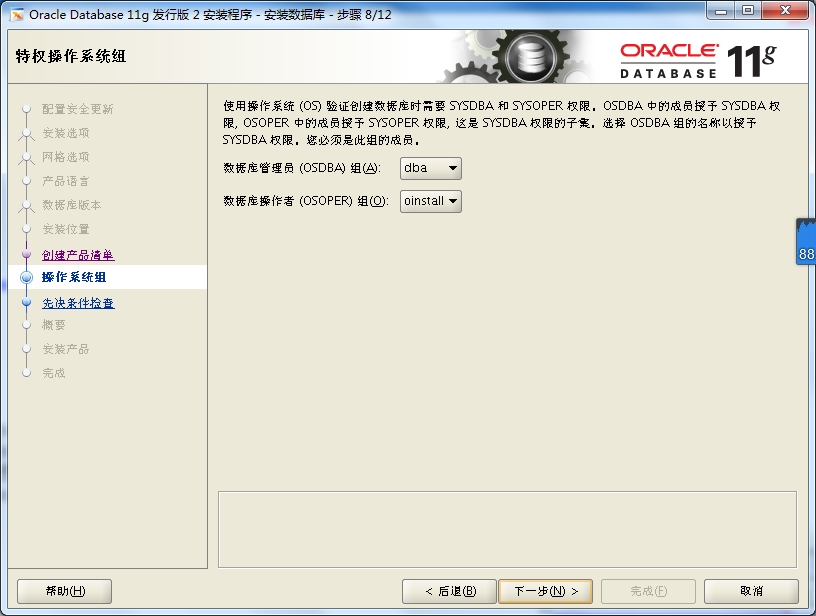 Oracle Database 11g 发行版 2 安装程序 - 安装数据库 - 步骤 8/12
特权操作系统组
ORACLE
DATABASE 11g
配置安全更新
安装选项
网格选项
产品语言
数据库版本
安装位置
创建产品清单
操作系统组
先决条件检查
概要
安装产品
完成
使用操作系统 (OS) 验证创建数据库时需要 SYSDBA 和 SYSOPER 权限。OSDBA 中的成员授予 SYSDBA 权
限, OSOPER 中的成员授予 SYSOPER 权限, 这是 SYSDBA 权限的子集。选择 OSDBA 组的名称以授予
SYSDBA 权限。您必须是此组的成员。
数据库管理员 (OSDBA) 组(A): dba
数据库操作者 (OSOPER) 组(O): oinstall
88
帮助(H) < 后退(B) 下一步(N) > 完成(F) 取消